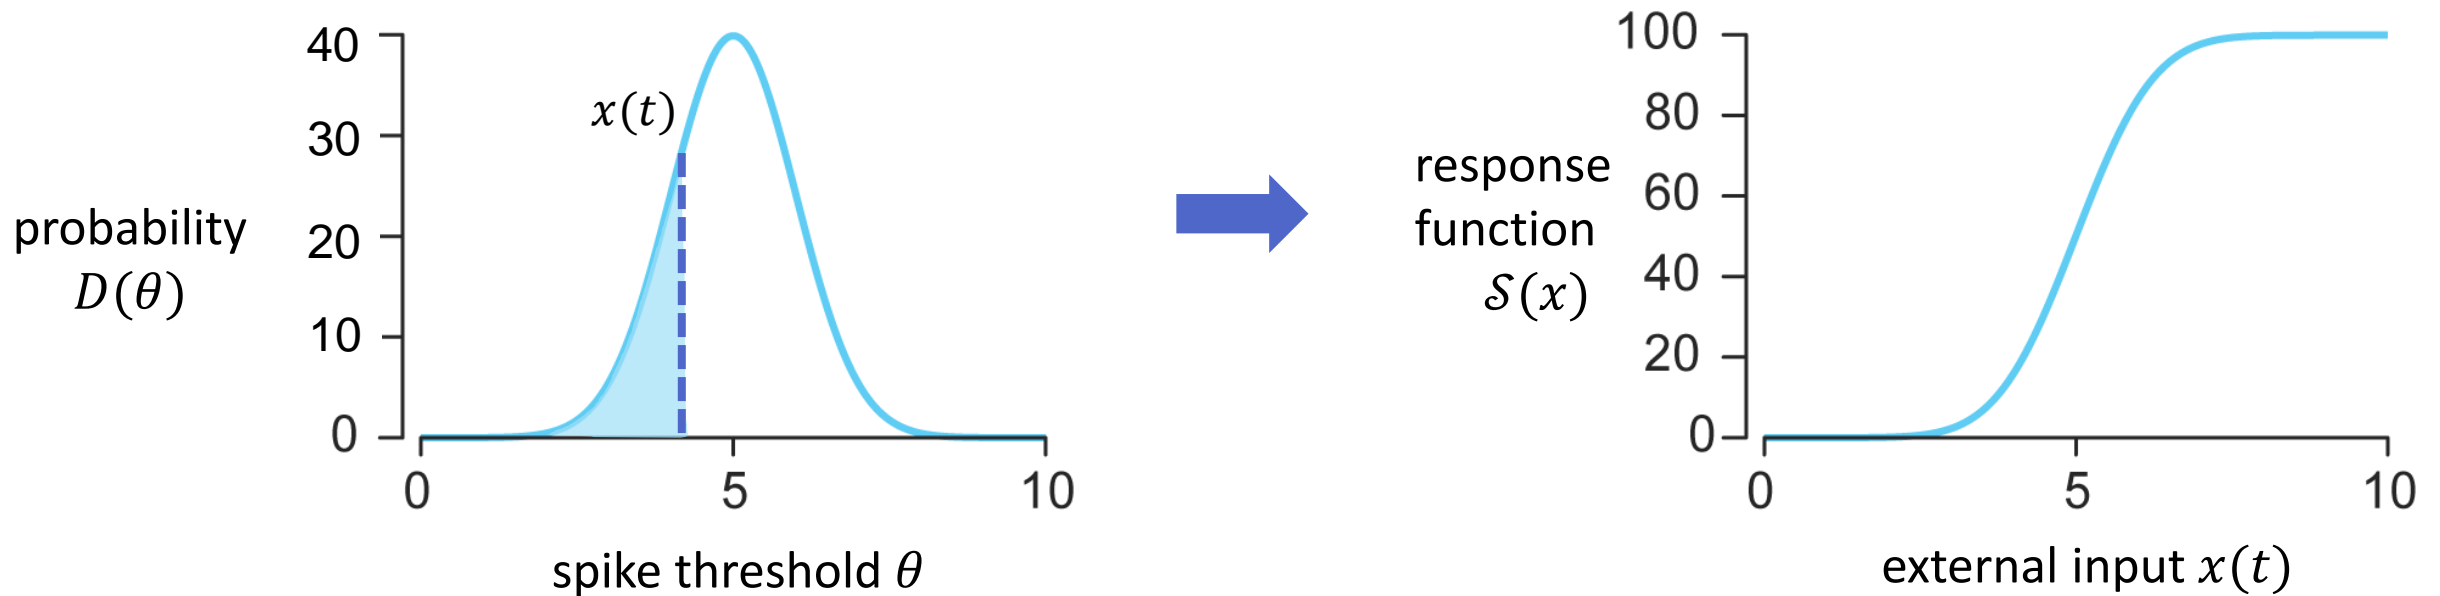 40
30
20
10
0
probability
D(θ)
x(t)
0 5 10
spike threshold θ
response
function
𝒮(x)
100
80
60
40
20
0
0 5 10
external input x(t)